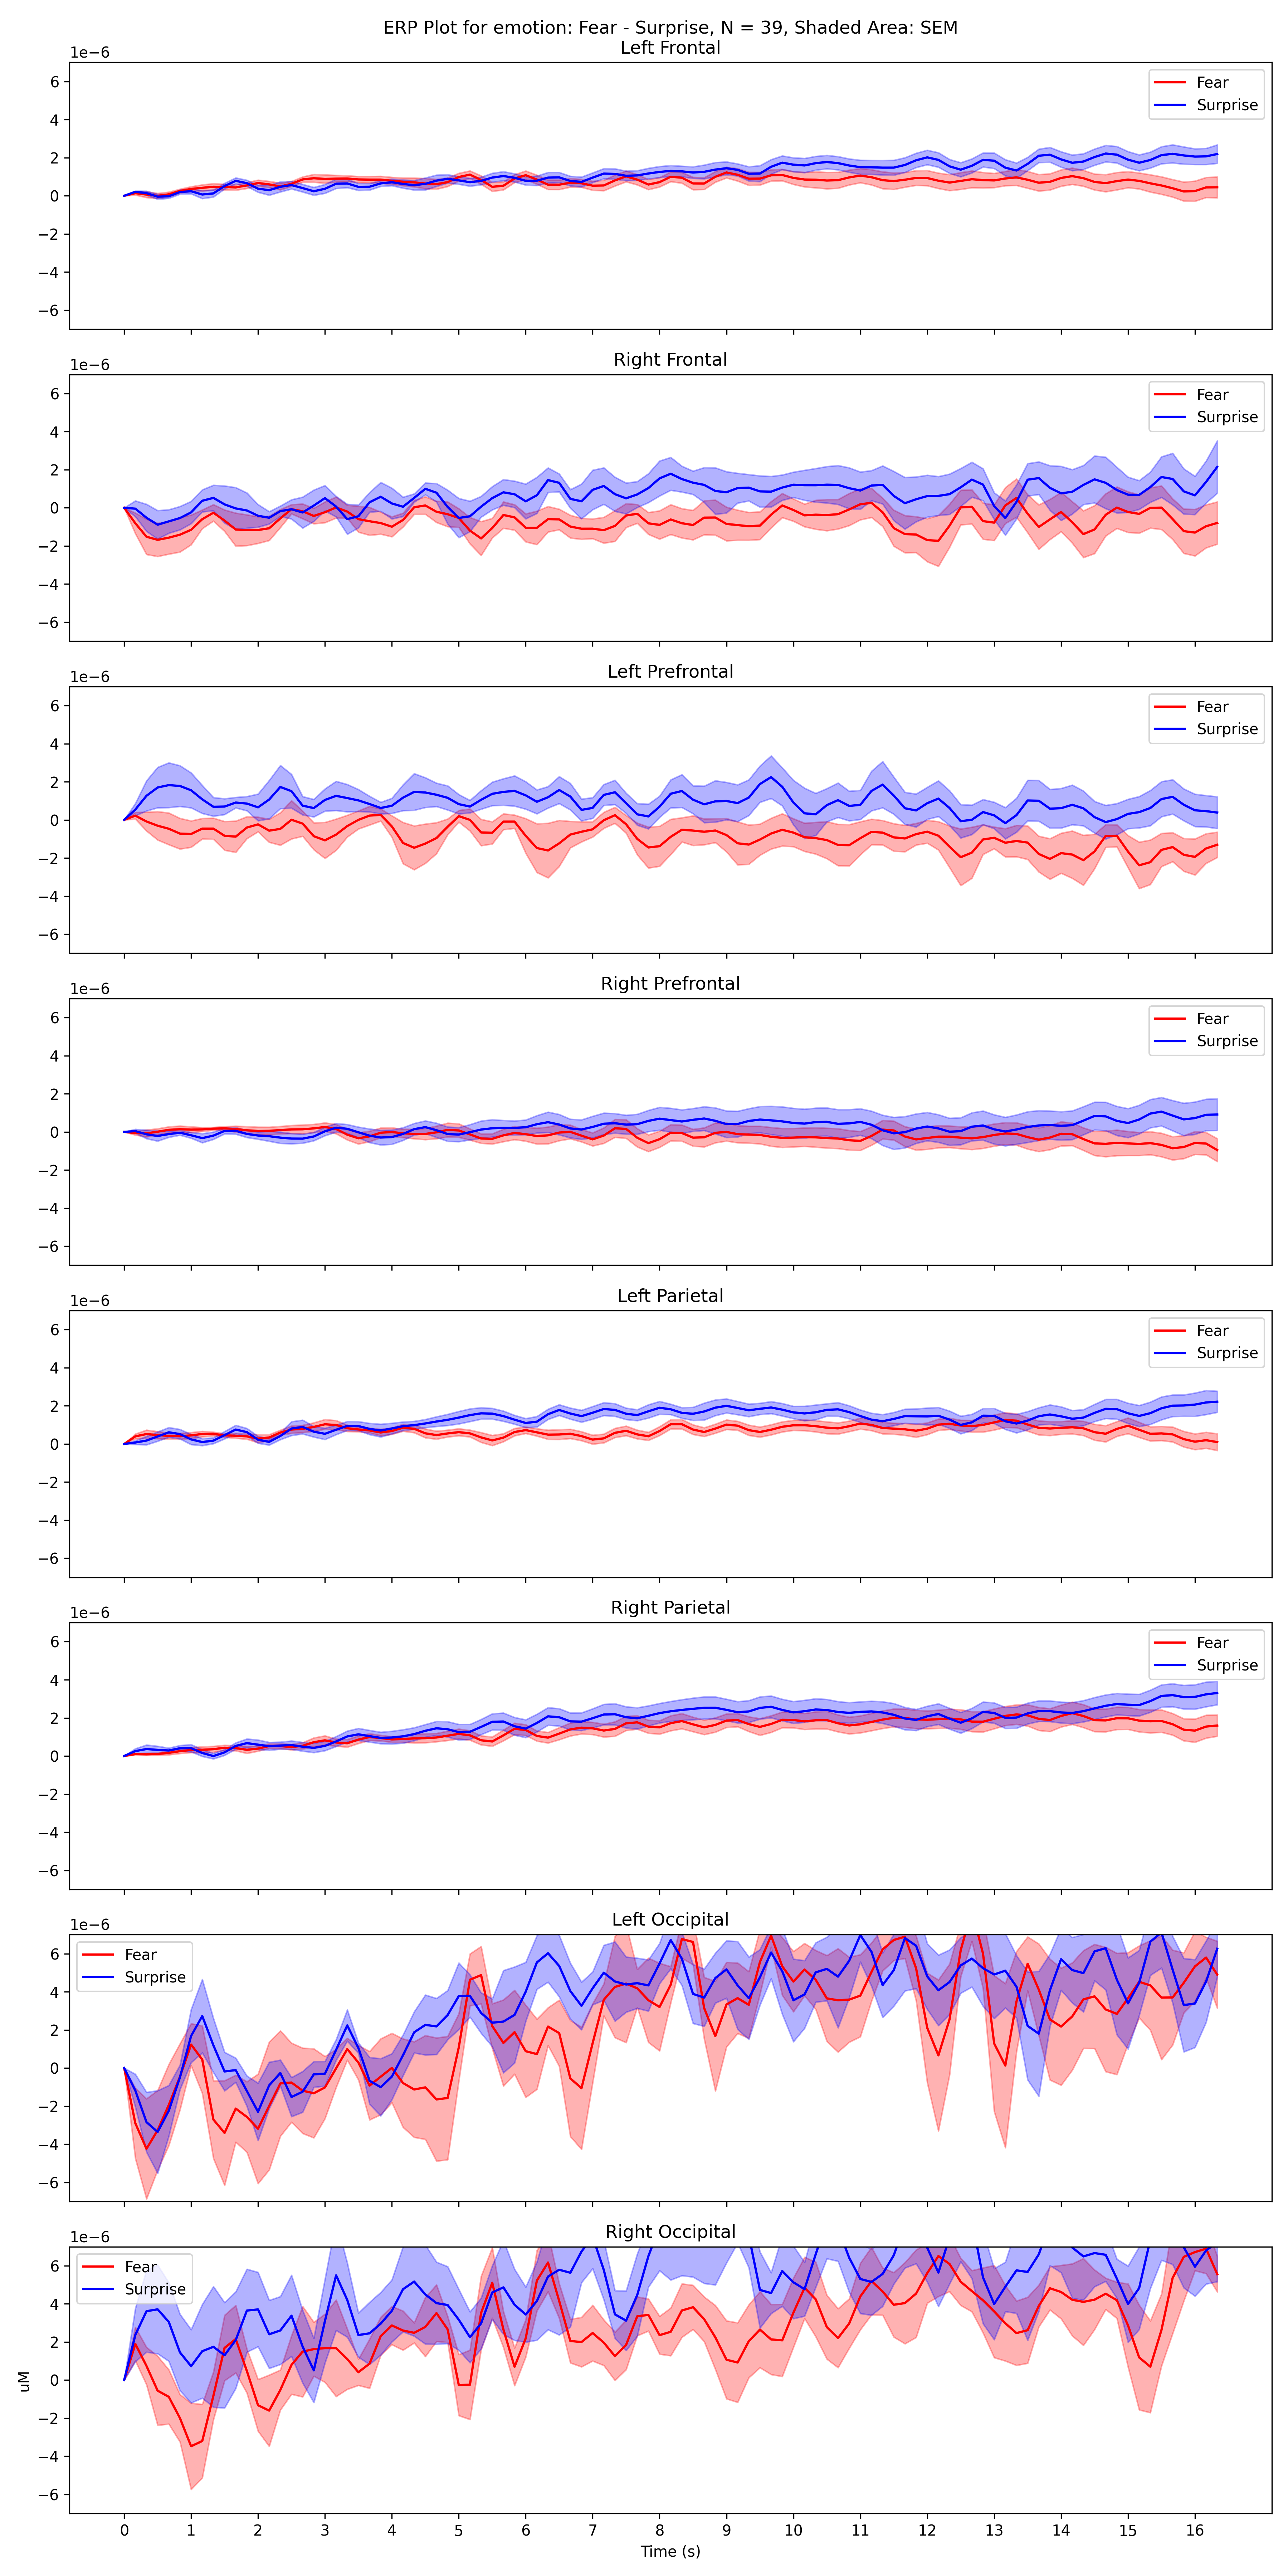 ERP Plot for emotion: Fear - Surprise, N = 39, Shaded Area: SEM
Left Frontal
1e−6
6
4
2
0
−2
−4
−6
Fear
Surprise
Right Frontal
1e−6
6
4
2
0
−2
−4
−6
Fear
Surprise
Left Prefrontal
1e−6
6
4
2
0
−2
−4
−6
Fear
Surprise
Right Prefrontal
1e−6
6
4
2
0
−2
−4
−6
Fear
Surprise
Left Parietal
1e−6
6
4
2
0
−2
−4
−6
Fear
Surprise
Right Parietal
1e−6
6
4
2
0
−2
−4
−6
Fear
Surprise
Left Occipital
1e−6
6
4
2
0
−2
−4
−6
Fear
Surprise
Right Occipital
1e−6
6
4
2
0
−2
−4
−6
Fear
Surprise
uM
0 1 2 3 4 5 6 7 8 9 10 11 12 13 14 15 16
Time (s)